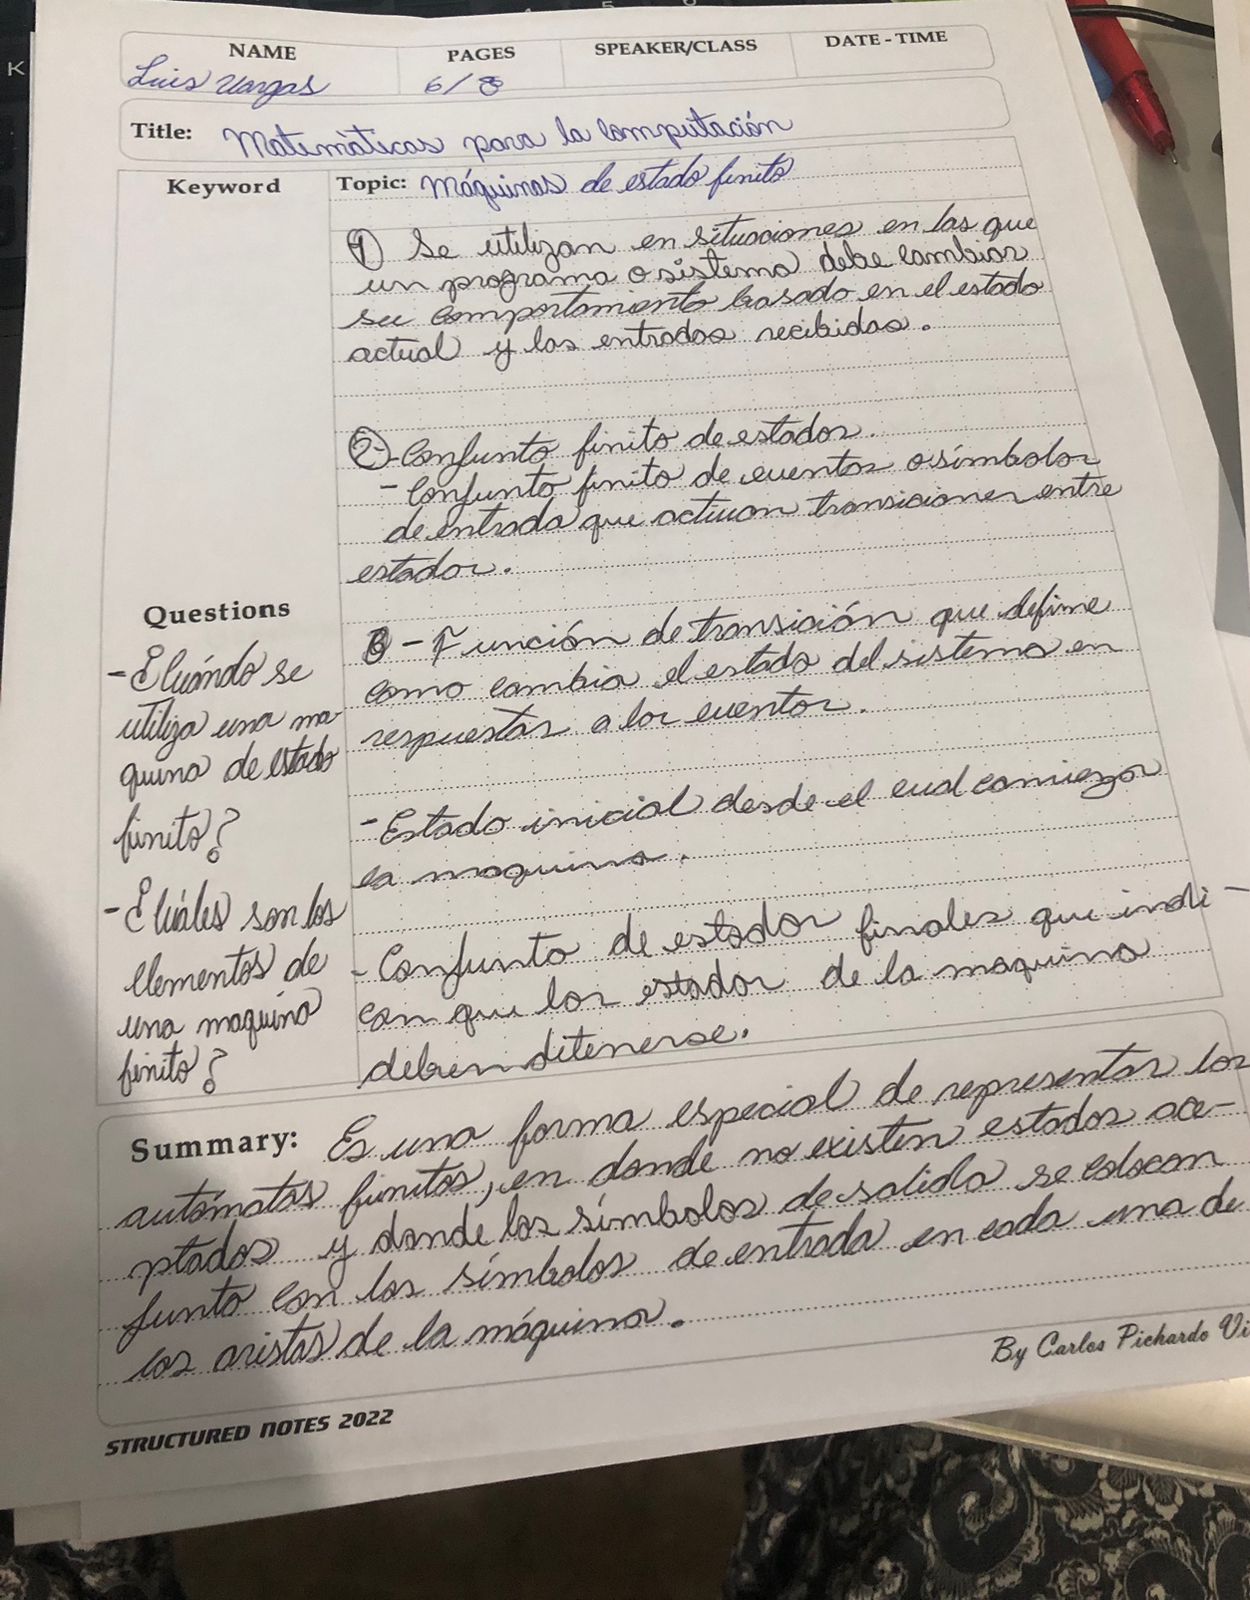 NAME PAGES SPEAKER/CLASS DATE - TIME
Luis Vargas 6/8
Title: Matemáticas para la computación
Keyword
Topic: Máquinas de estado finito
① Se utilizan en situaciones en las que
un programa o sistema debe cambiar
su comportamiento basado en el estado
actual y las entradas recibidas.
②- Conjunto finito de estados.
- Conjunto finito de eventos o símbolos
de entrada que activan transiciones entre
estados.
- Función de transición que define
como cambia el estado del sistema en
respuestas a los eventos.
- Estado inicial desde el cual comienza
la maquina.
- Conjunto de estados finales que indi-
can que los estados de la maquina
deben detenerse.
Questions
- ¿Cuándo se
utiliza una ma-
quina de estado
finito?
- ¿Cuáles son los
elementos de
una maquina
finito?
Summary: Es una forma especial de representar los
autómatas finitos, en donde no existen estados ace-
ptados y donde los símbolos de salida se colocan
junto con los símbolos de entrada en cada una de
las aristas de la máquina.
By Carlos Pichardo Vi
STRUCTURED NOTES 2022
K